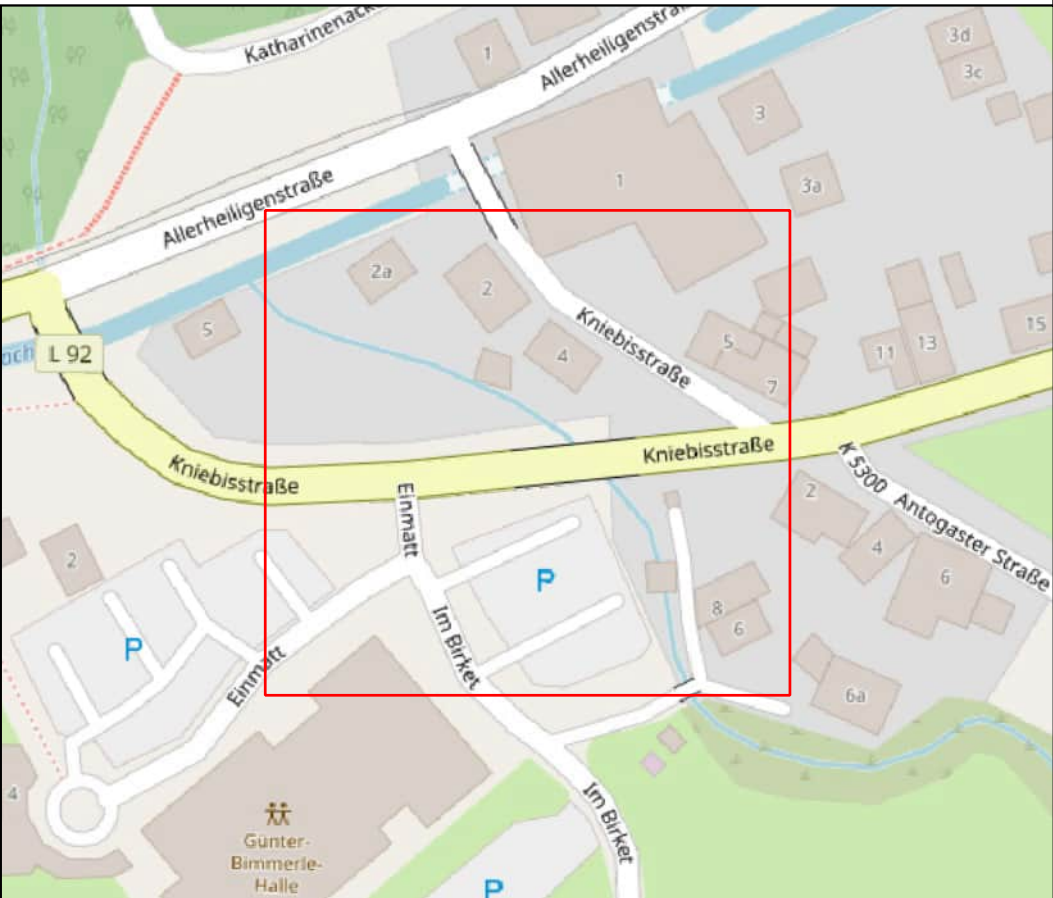 Katharinenack
Allerheiligenstraß
1
3d
3c
3
1
3a
Allerheiligenstraße
2a
2
5
L 92
och
Kniebisstraße
4
5
7
11
13
15
Kniebisstraße
Kniebisstraße
K 5300 Antogaster Straße
Einmatt
2
4
6
2
P
P
8
6
Im Birket
Einmatt
6a
4
Im Birket
Günter-
Bimmerle-
Halle
P